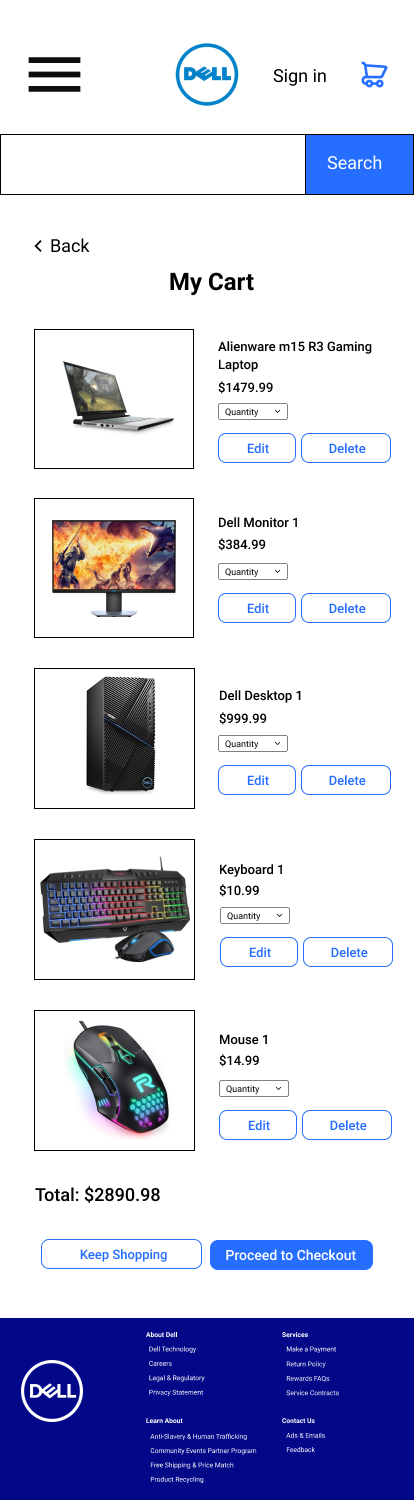 DELL
Sign in
Search
Back
My Cart
Alienware m15 R3 Gaming
Laptop
$1479.99
Quantity
Edit
Delete
Dell Monitor 1
$384.99
Quantity
Edit
Delete
Dell Desktop 1
$999.99
Quantity
Edit
Delete
Keyboard 1
$10.99
Quantity
Edit
Delete
Mouse 1
$14.99
Quantity
Edit
Delete
Total: $2890.98
Keep Shopping
Proceed to Checkout
DELL
About Dell
Dell Technology
Careers
Legal & Regulatory
Privacy Statement
Services
Make a Payment
Return Policy
Rewards FAQs
Service Contracts
Learn About
Anti-Slavery & Human Trafficking
Community Events Partner Program
Free Shipping & Price Match
Product Recycling
Contact Us
Ads & Emails
Feedback